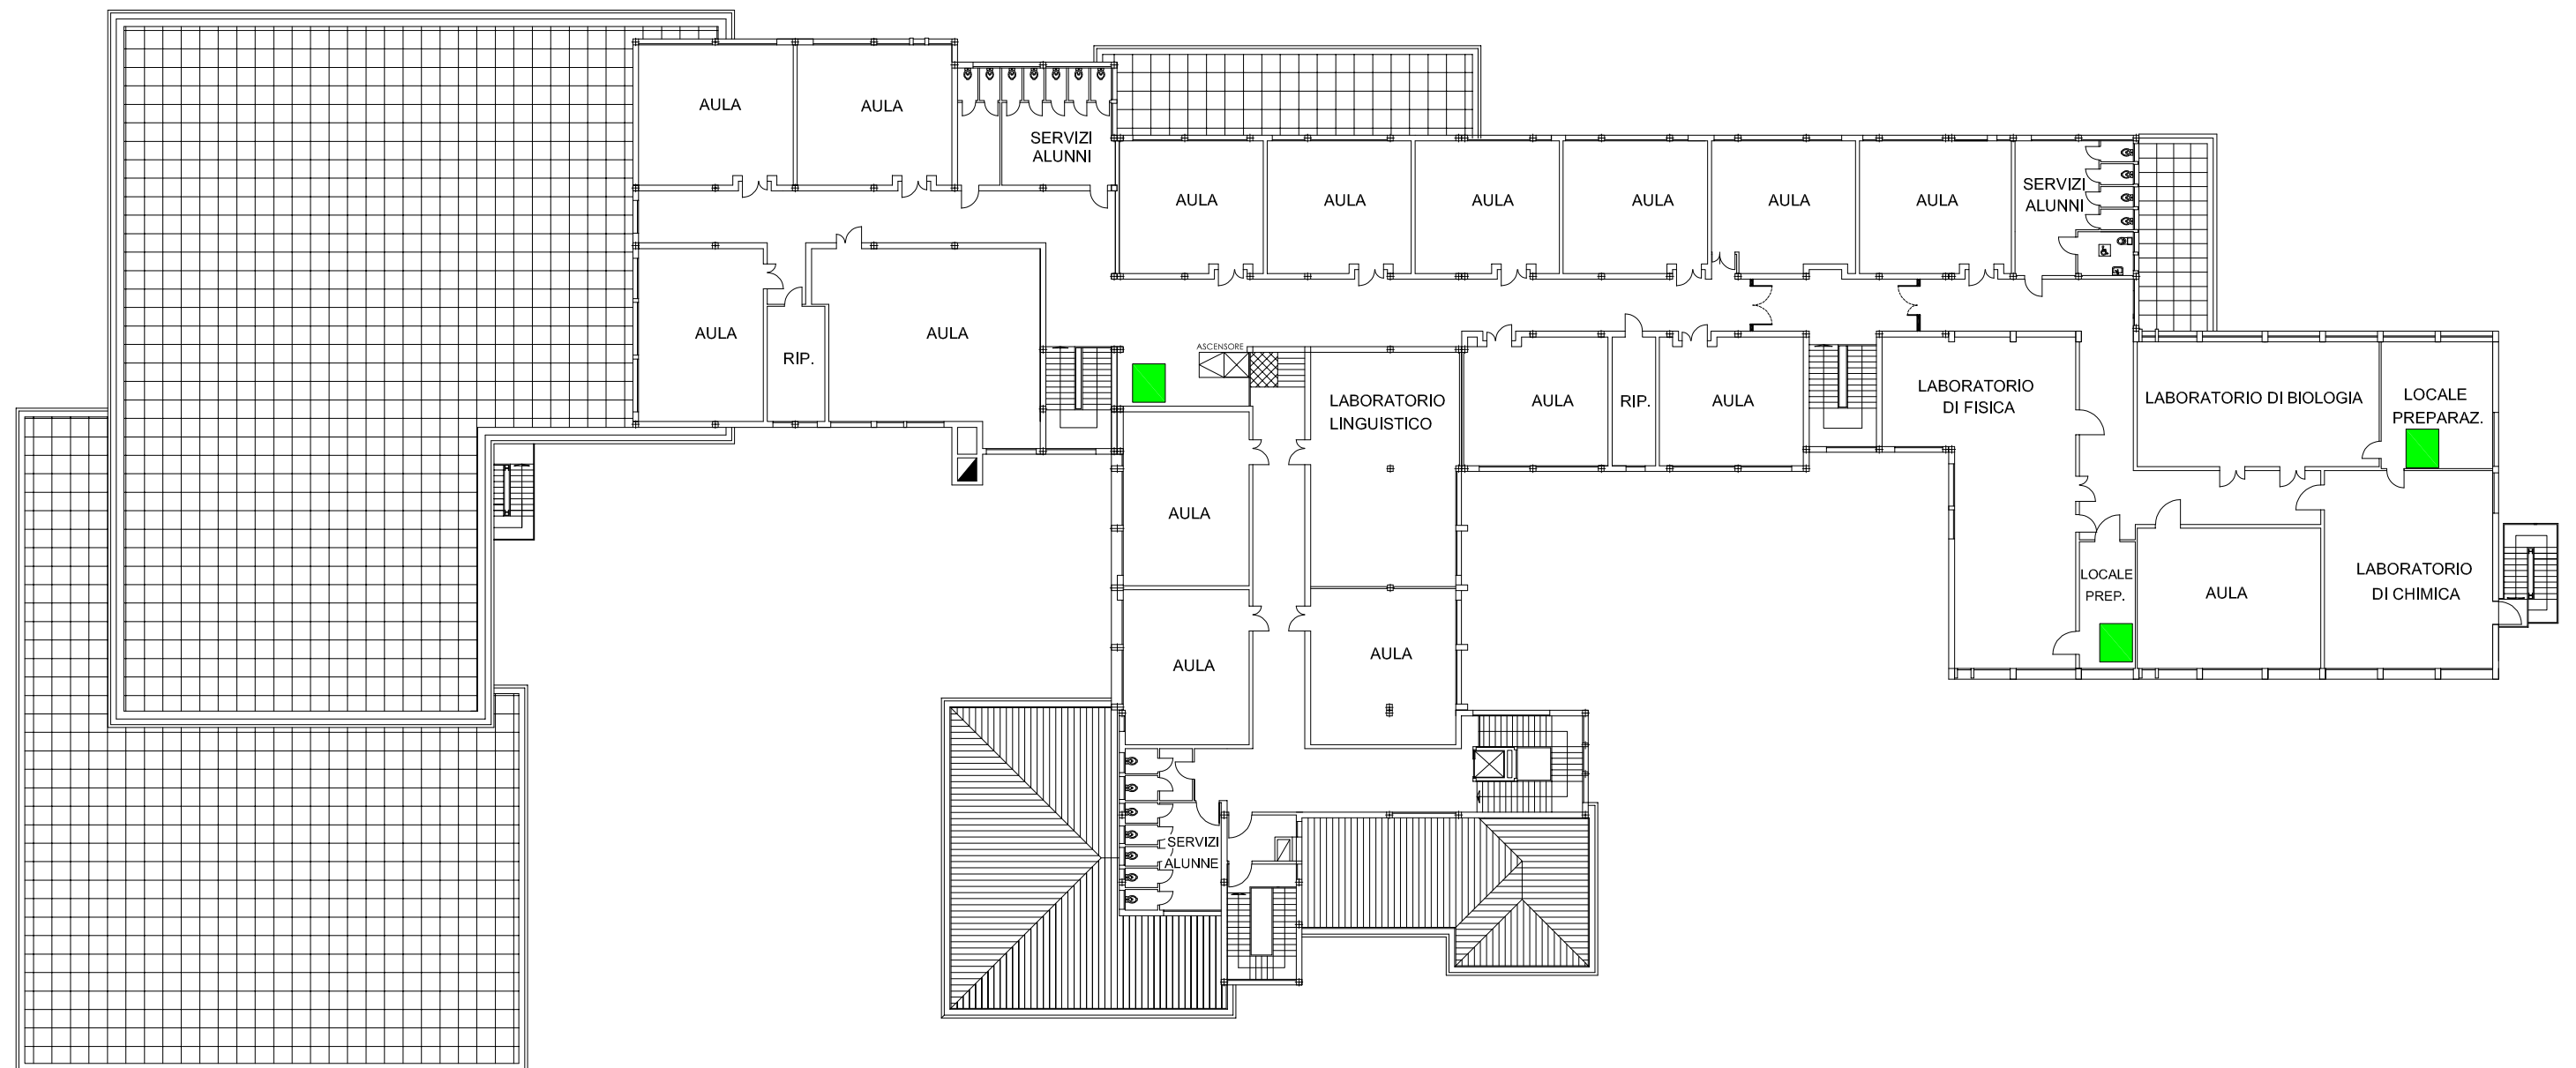 AULA
AULA
SERVIZI
ALUNNI
AULA
AULA
AULA
AULA
AULA
AULA
SERVIZI
ALUNNI
AULA
RIP.
AULA
ASCENSORE
LABORATORIO
LINGUISTICO
AULA
RIP.
AULA
LABORATORIO
DI FISICA
LABORATORIO DI BIOLOGIA
LOCALE
PREPARAZ.
AULA
LOCALE
PREP.
AULA
LABORATORIO
DI CHIMICA
AULA
AULA
SERVIZI
ALUNNE